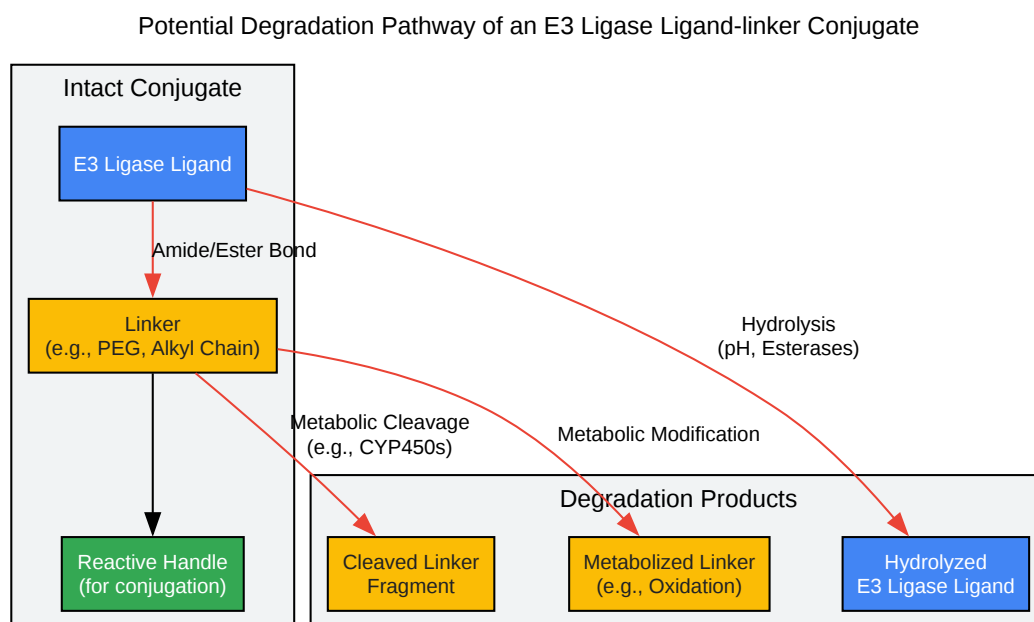 Potential Degradation Pathway of an E3 Ligase Ligand-linker Conjugate
Intact Conjugate
E3 Ligase Ligand
Amide/Ester Bond
Linker
(e.g., PEG, Alkyl Chain)
Hydrolysis
(pH, Esterases)
Metabolic Cleavage
(e.g., CYP450s)
Metabolic Modification
Degradation Products
Reactive Handle
(for conjugation)
Cleaved Linker
Fragment
Metabolized Linker
(e.g., Oxidation)
Hydrolyzed
E3 Ligase Ligand